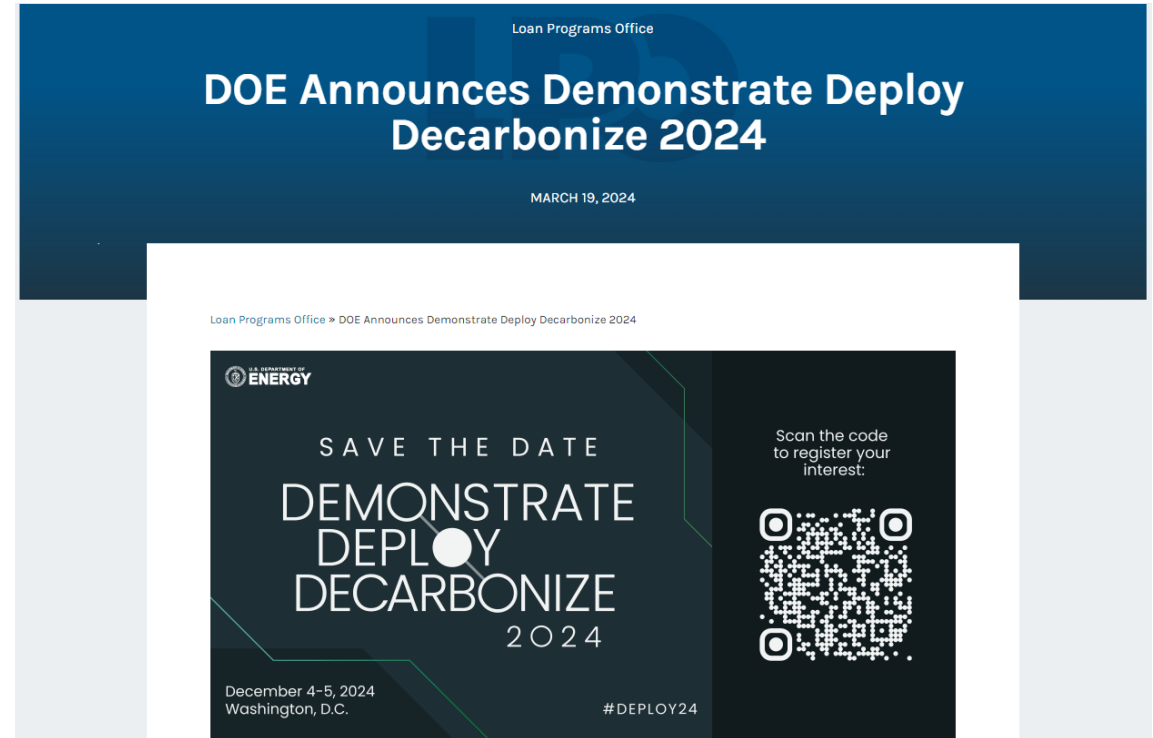 Loan Programs Office
LPO
DOE Announces Demonstrate Deploy
Decarbonize 2024
MARCH 19, 2024
Loan Programs Office » DOE Announces Demonstrate Deploy Decarbonize 2024
U.S. DEPARTMENT OF
ENERGY
SAVE THE DATE
DEMONSTRATE
DEPLOY
DECARBONIZE
2024
December 4-5, 2024
Washington, D.C.
#DEPLOY24
Scan the code
to register your
interest: